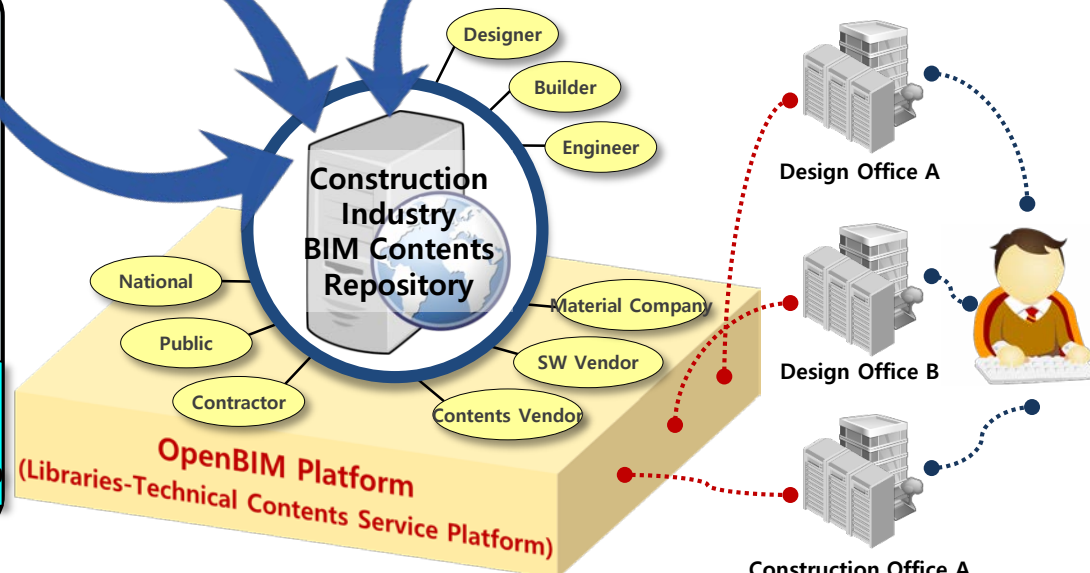 Designer
Builder
Engineer
Construction
Industry
BIM Contents
Repository
National
Public
Contractor
Material Company
SW Vendor
Contents Vendor
OpenBIM Platform
(Libraries-Technical Contents Service Platform)
Design Office A
Design Office B
Construction Office A